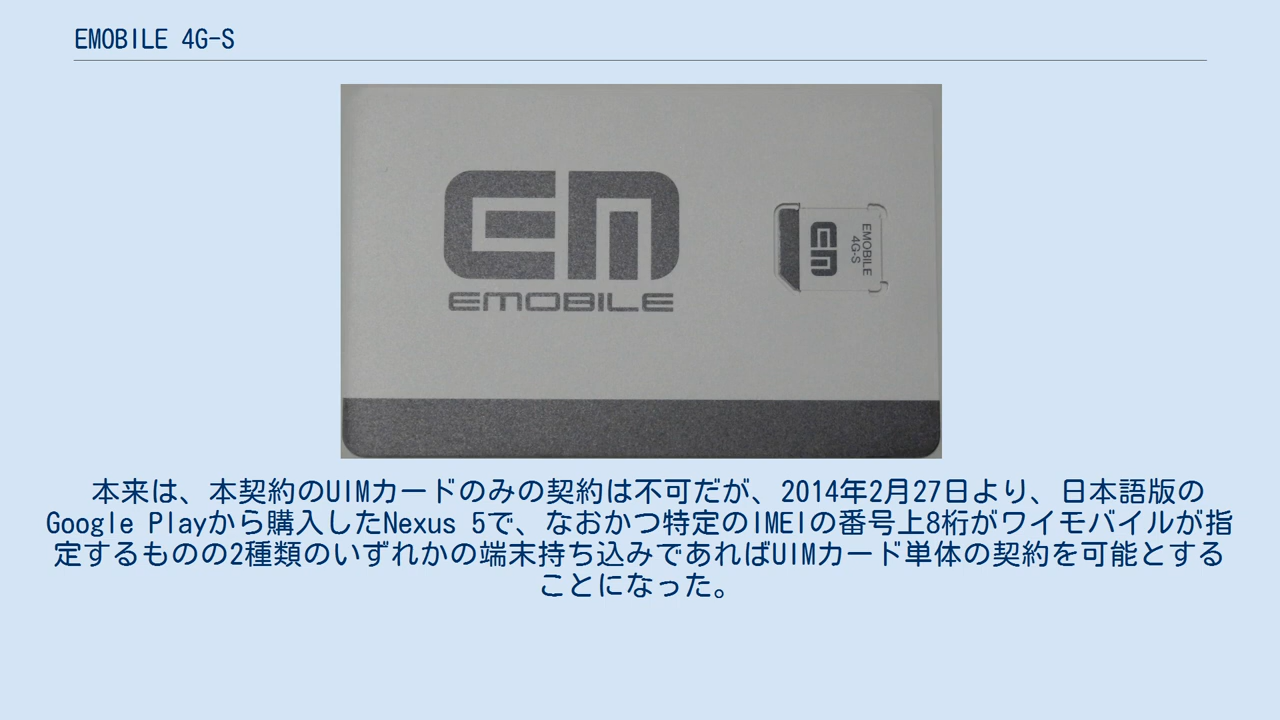 EMOBILE 4G-S
EM
EMOBILE
EMOBILE
4G-S
EM
本来は、本契約のUIMカードのみの契約は不可だが、2014年2月27日より、日本語版の
Google Playから購入したNexus 5で、なおかつ特定のIMEIの番号上8桁がワイモバイルが指
定するものの2種類のいずれかの端末持ち込みであればUIMカード単体の契約を可能とする
ことになった。